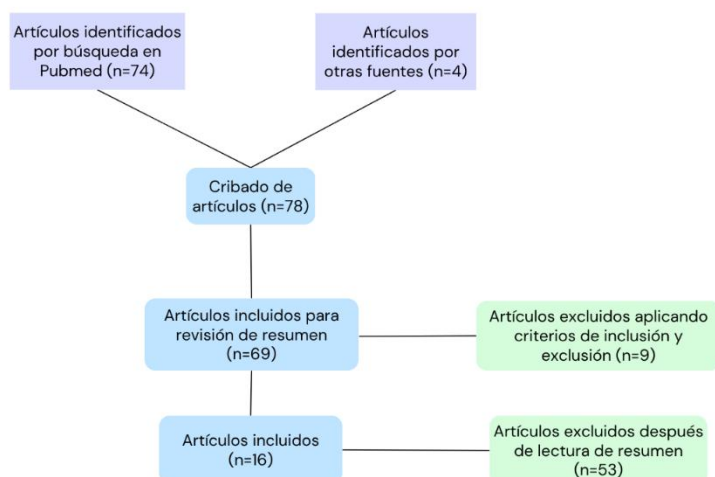 Artículos identificados
por búsqueda en
Pubmed (n=74)
Artículos
identificados por
otras fuentes (n=4)
Cribado de
artículos (n=78)
Artículos incluidos para
revisión de resumen
(n=69)
Artículos excluidos aplicando
criterios de inclusión y
exclusión (n=9)
Artículos incluidos
(n=16)
Artículos excluidos después
de lectura de resumen
(n=53)